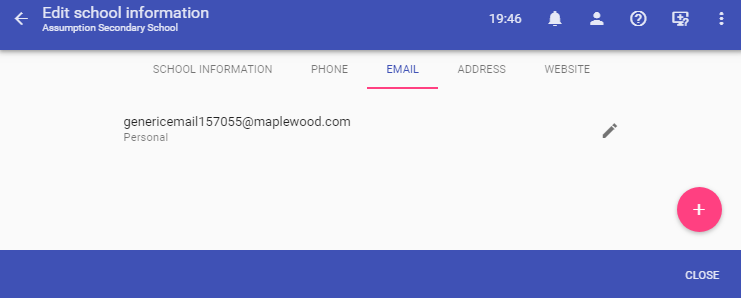 Edit school information
Assumption Secondary School
19:46
SCHOOL INFORMATION
PHONE
EMAIL
ADDRESS
WEBSITE
genericemail157055@maplewood.com
Personal
CLOSE